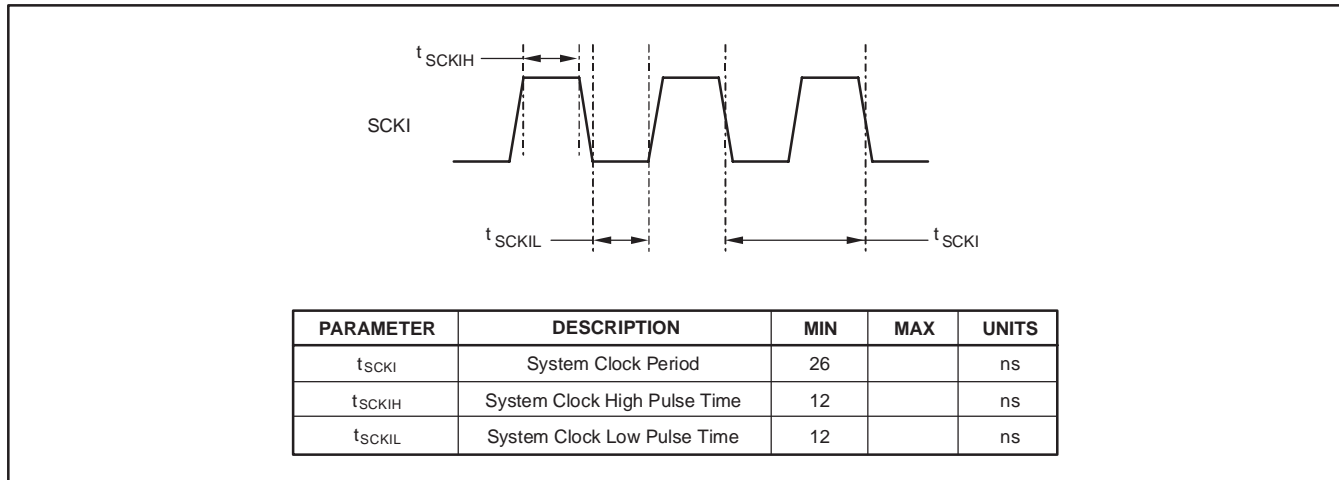 tSCKIH
SCKI
tSCKIL
tSCKI
PARAMETER DESCRIPTION MIN MAX UNITS
tSCKI System Clock Period 26 ns
tSCKIH System Clock High Pulse Time 12 ns
tSCKIL System Clock Low Pulse Time 12 ns